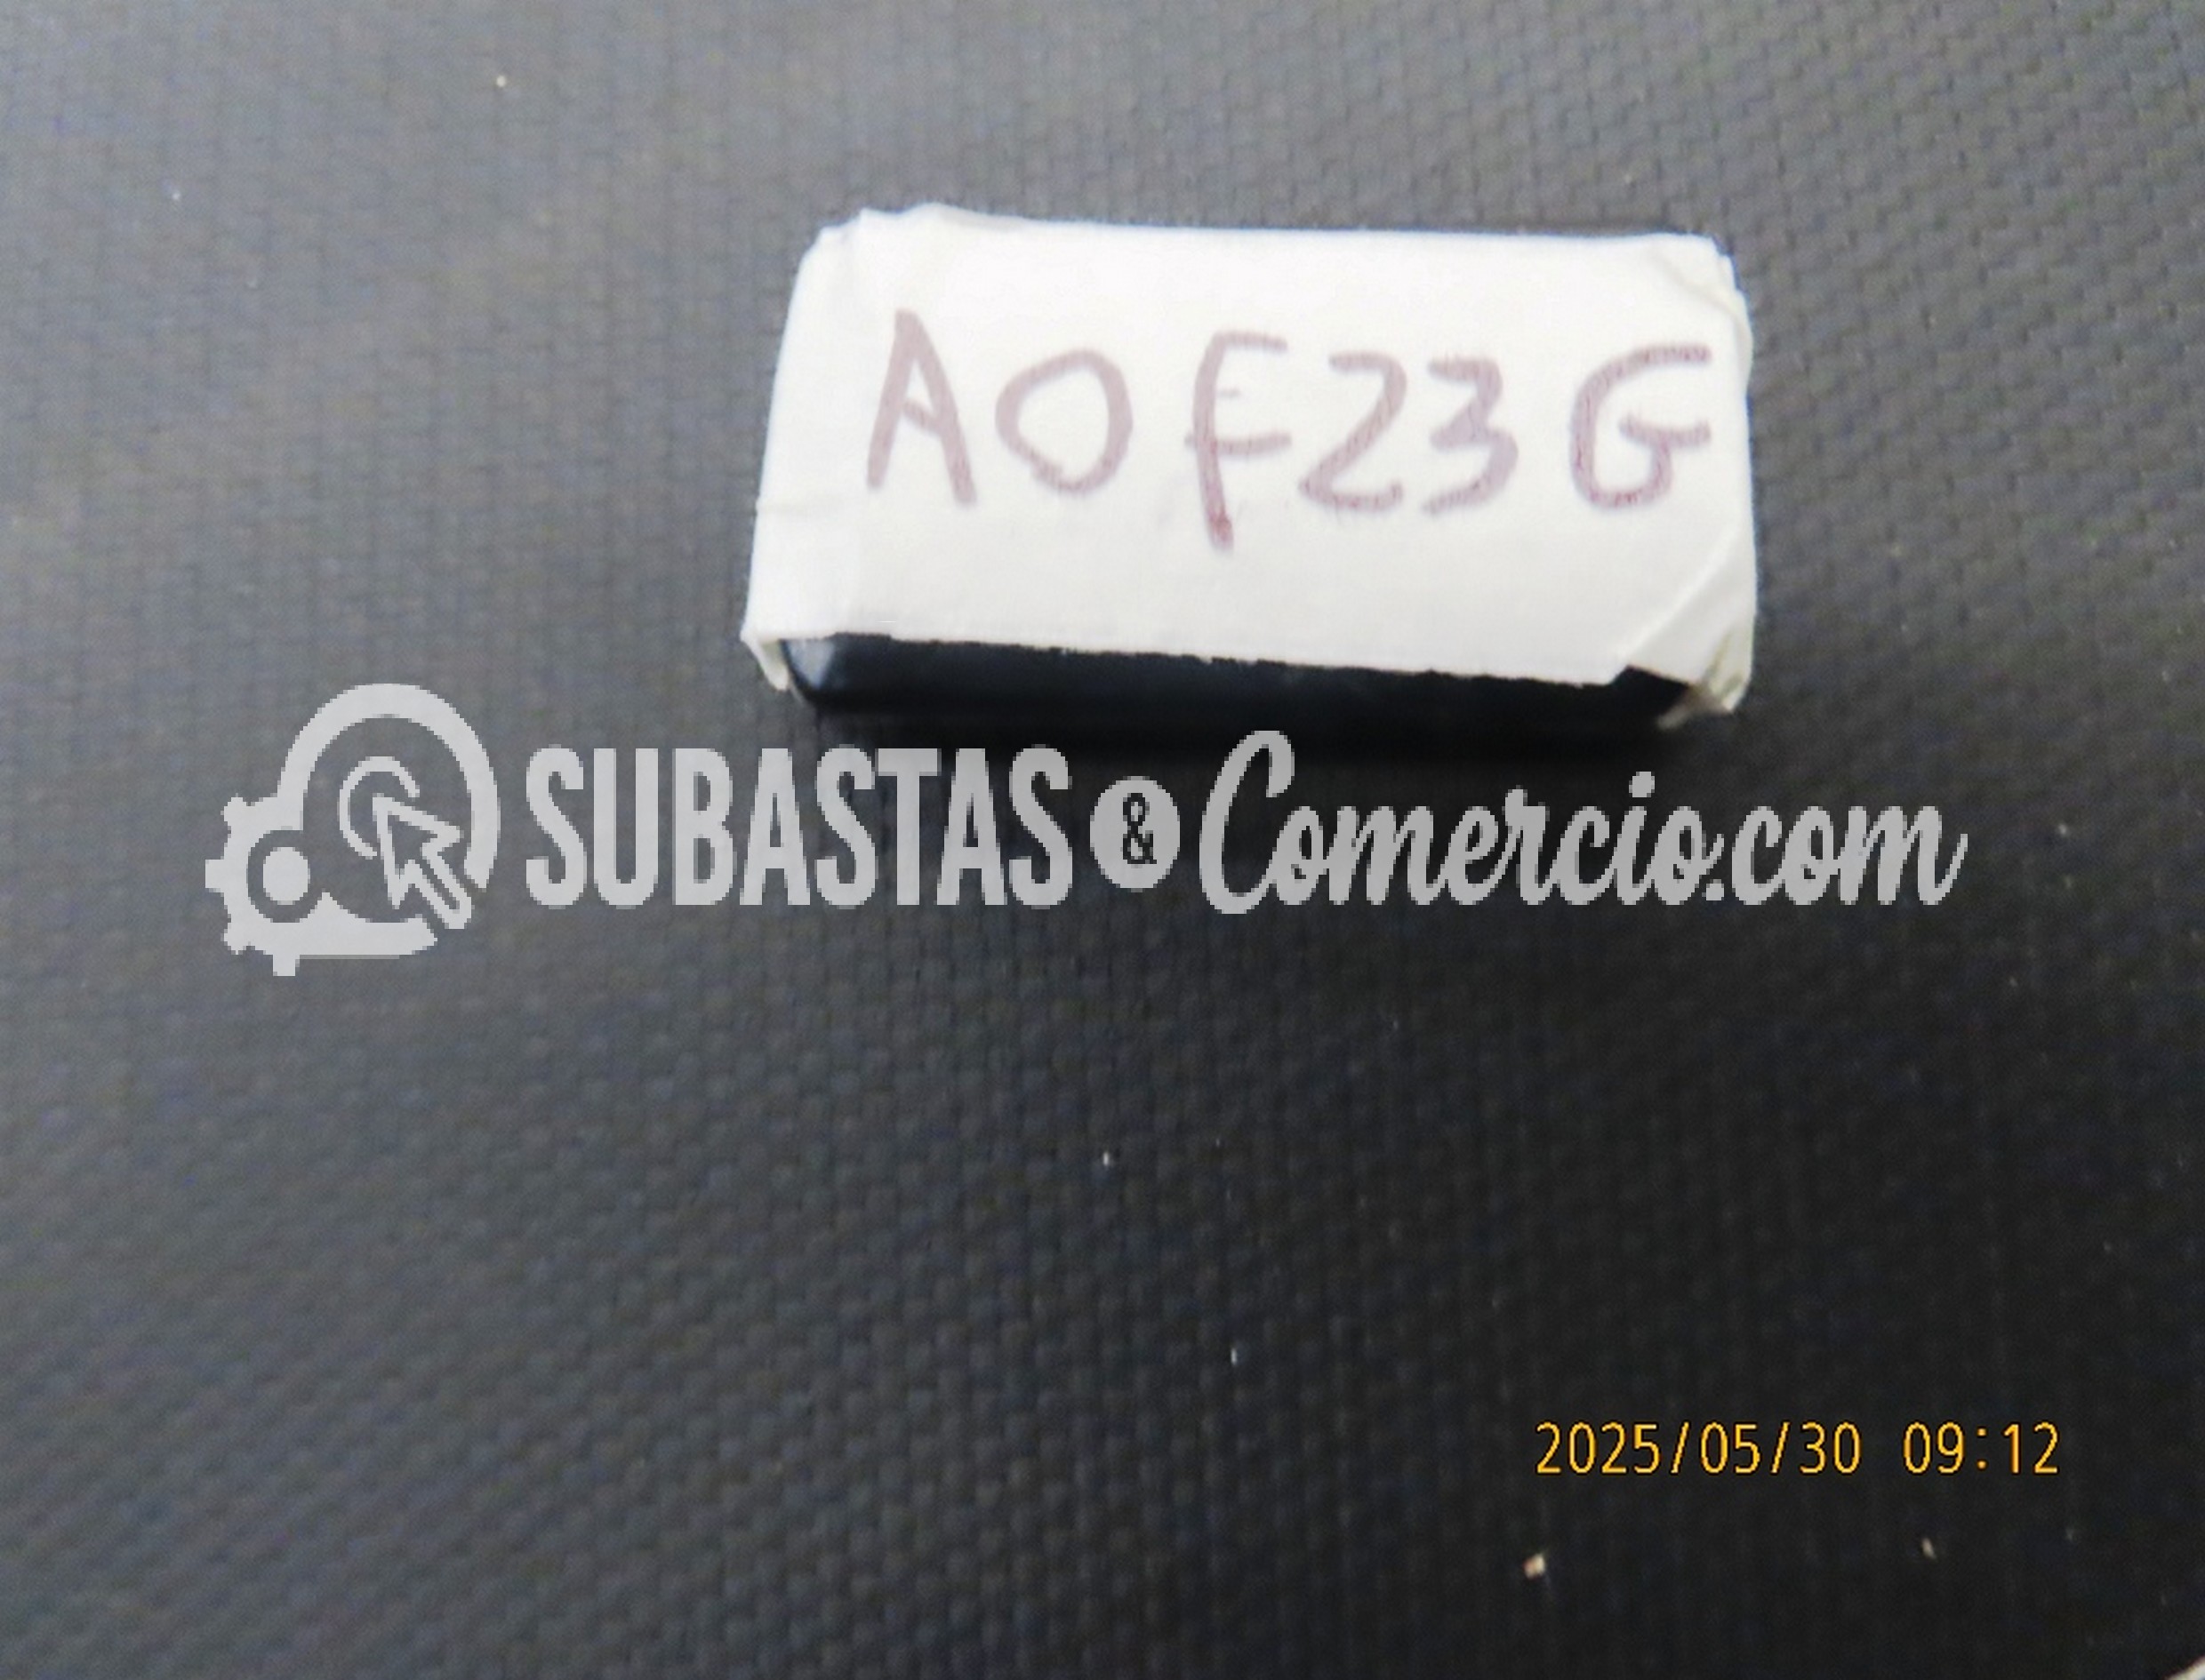 AOF23G
SUBASTAS & Comercio.com
2025/05/30 09:12